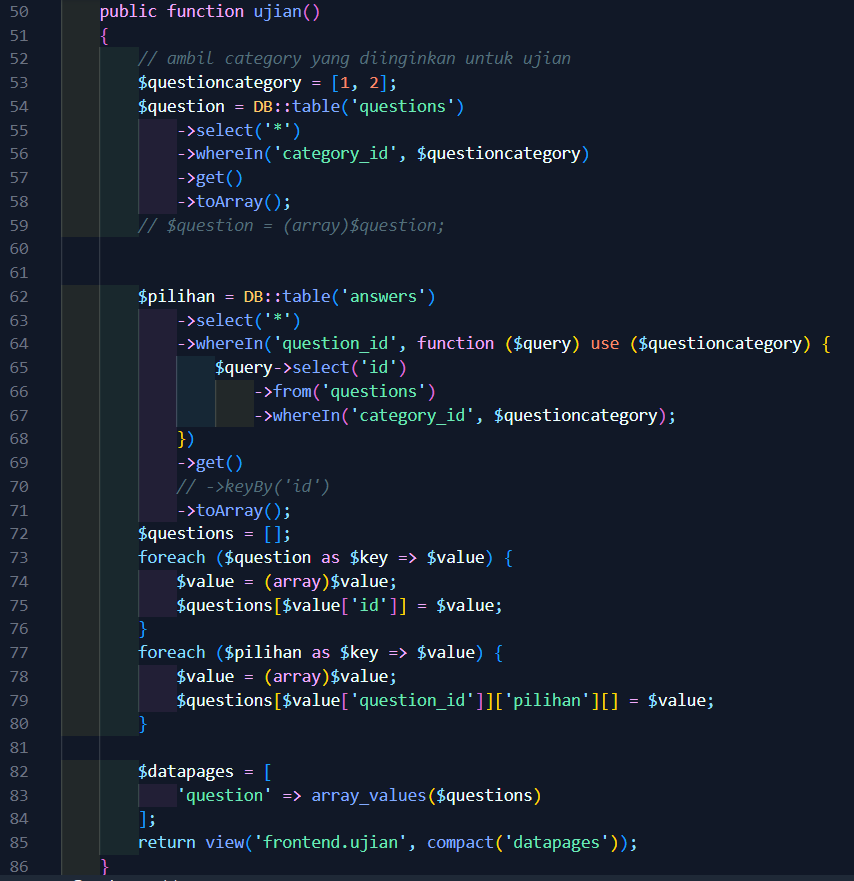 50 public function ujian()
51 {
52 // ambil category yang diinginkan untuk ujian
53 $questioncategory = [1, 2];
54 $question = DB::table('questions')
55 ->select('*')
56 ->whereIn('category_id', $questioncategory)
57 ->get()
58 ->toArray();
59 // $question = (array)$question;
60
61
62 $pilihan = DB::table('answers')
63 ->select('*')
64 ->whereIn('question_id', function ($query) use ($questioncategory) {
65 $query->select('id')
66 ->from('questions')
67 ->whereIn('category_id', $questioncategory);
68 })
69 ->get()
70 // ->keyBy('id')
71 ->toArray();
72 $questions = [];
73 foreach ($question as $key => $value) {
74 $value = (array)$value;
75 $questions[$value['id']] = $value;
76 }
77 foreach ($pilihan as $key => $value) {
78 $value = (array)$value;
79 $questions[$value['question_id']]['pilihan'][] = $value;
80 }
81
82 $datapages = [
83 'question' => array_values($questions)
84 ];
85 return view('frontend.ujian', compact('datapages'));
86 }